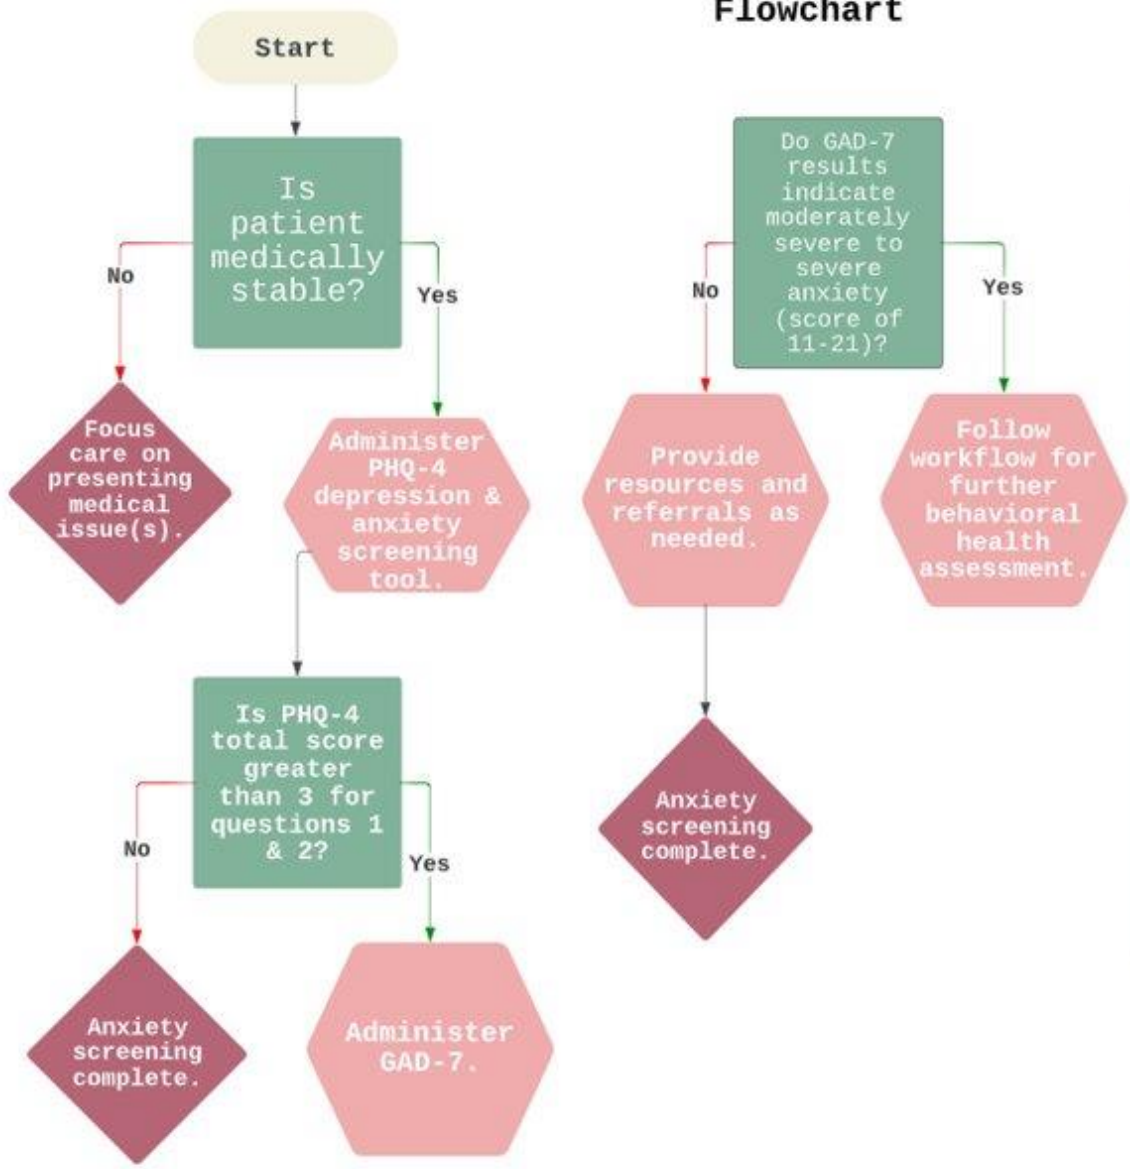 Flowchart
Start
Is
patient
medically
stable?
No
Yes
Focus
care on
presenting
medical
issue(s).
Administer
PHQ-4
depression &
anxiety
screening
tool.
Is PHQ-4
total score
greater
than 3 for
questions 1
& 2?
No
Yes
Anxiety
screening
complete.
Administer
GAD-7.
Do GAD-7
results
indicate
moderately
severe to
severe
anxiety
(score of
11-21)?
No
Yes
Provide
resources and
referrals as
needed.
Follow
workflow for
further
behavioral
health
assessment.
Anxiety
screening
complete.